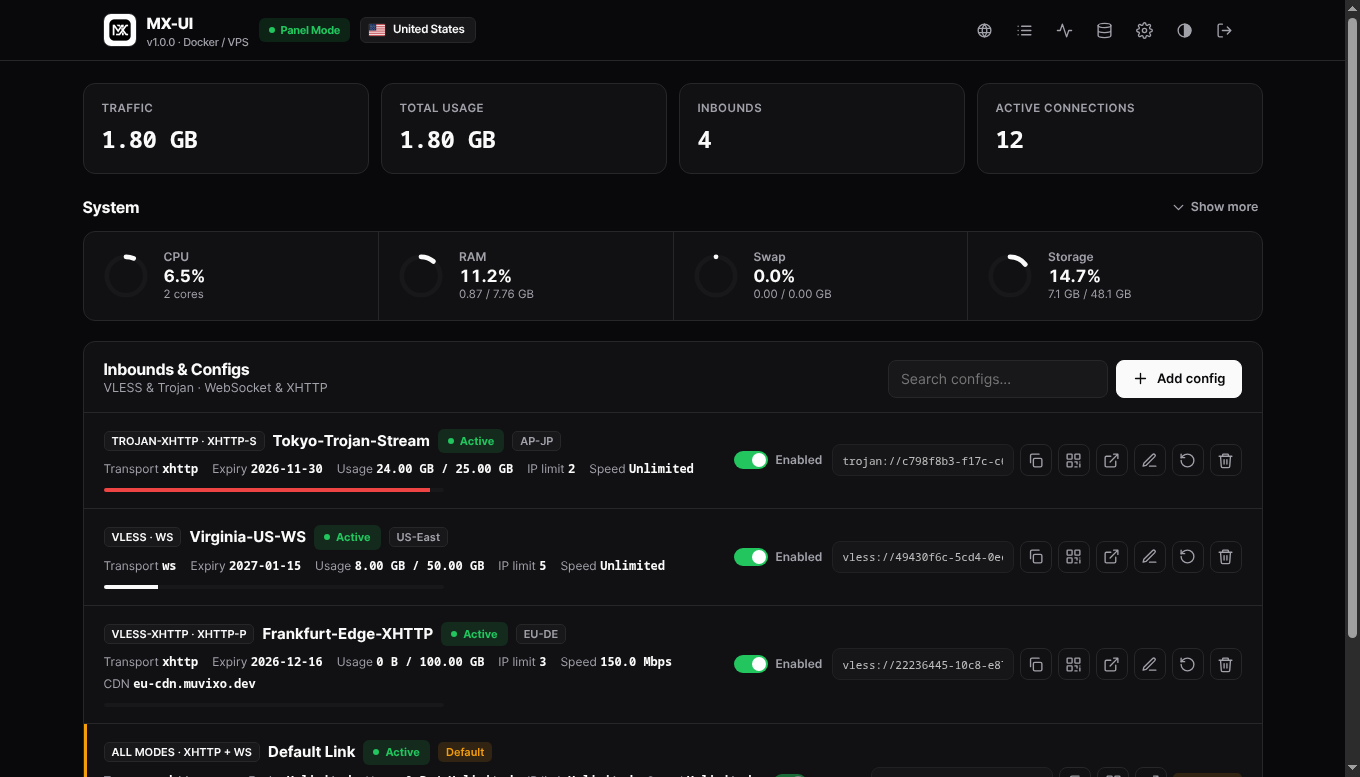 MX-UI
v1.0.0 · Docker / VPS
Panel Mode
United States
TRAFFIC
1.80 GB
TOTAL USAGE
1.80 GB
INBOUNDS
4
ACTIVE CONNECTIONS
12
System
Show more
CPU
6.5%
2 cores
RAM
11.2%
0.87 / 7.76 GB
Swap
0.0%
0.00 / 0.00 GB
Storage
14.7%
7.1 GB / 48.1 GB
Inbounds & Configs
VLESS & Trojan · WebSocket & XHTTP
Search configs...
+ Add config
TROJAN-XHTTP · XHTTP-S Tokyo-Trojan-Stream Active AP-JP
Transport xhttp Expiry 2026-11-30 Usage 24.00 GB / 25.00 GB IP limit 2 Speed Unlimited
Enabled
trojan://c798f8b3-f17c-c
VLESS · WS Virginia-US-WS Active US-East
Transport ws Expiry 2027-01-15 Usage 8.00 GB / 50.00 GB IP limit 5 Speed Unlimited
Enabled
vless://49430f6c-5cd4-0e
VLESS-XHTTP · XHTTP-P Frankfurt-Edge-XHTTP Active EU-DE
Transport xhttp Expiry 2026-12-16 Usage 0 B / 100.00 GB IP limit 3 Speed 150.0 Mbps
CDN eu-cdn.muvixo.dev
Enabled
vless://22236445-10c8-e8
ALL MODES · XHTTP + WS Default Link Active Default